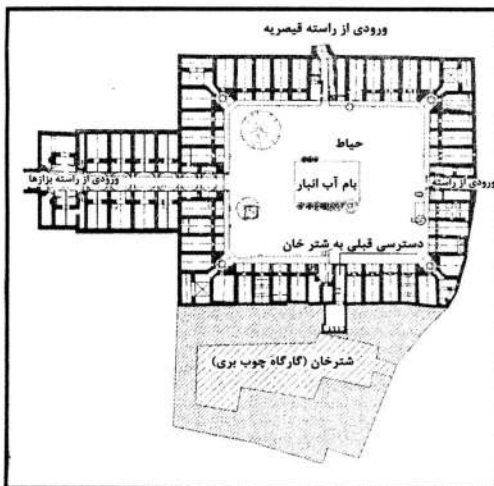 ورودی از راسته قیصریه
حیاط
بام آب انبار
ورودی از راسته بزازها
ورودی از راسته
دسترسی قبلی به شتر خان
شترخان (گارگاه چوب بری)